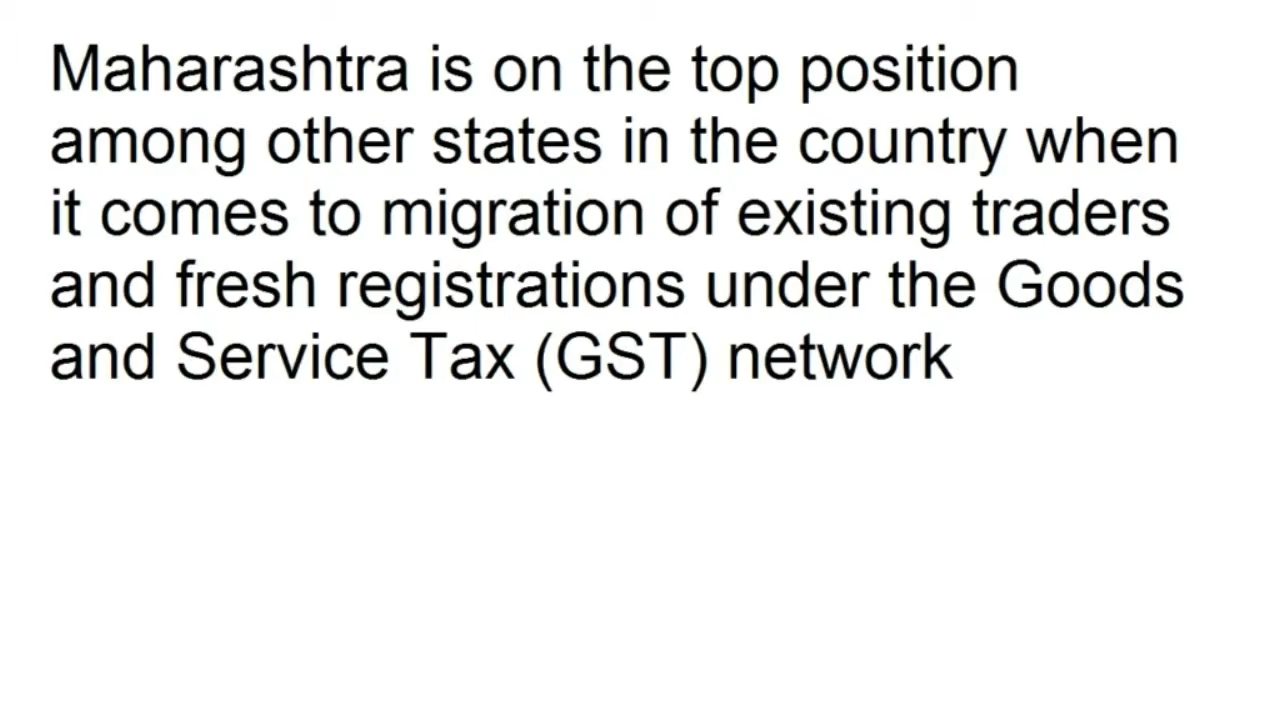 Maharashtra is on the top position
among other states in the country when
it comes to migration of existing traders
and fresh registrations under the Goods
and Service Tax (GST) network